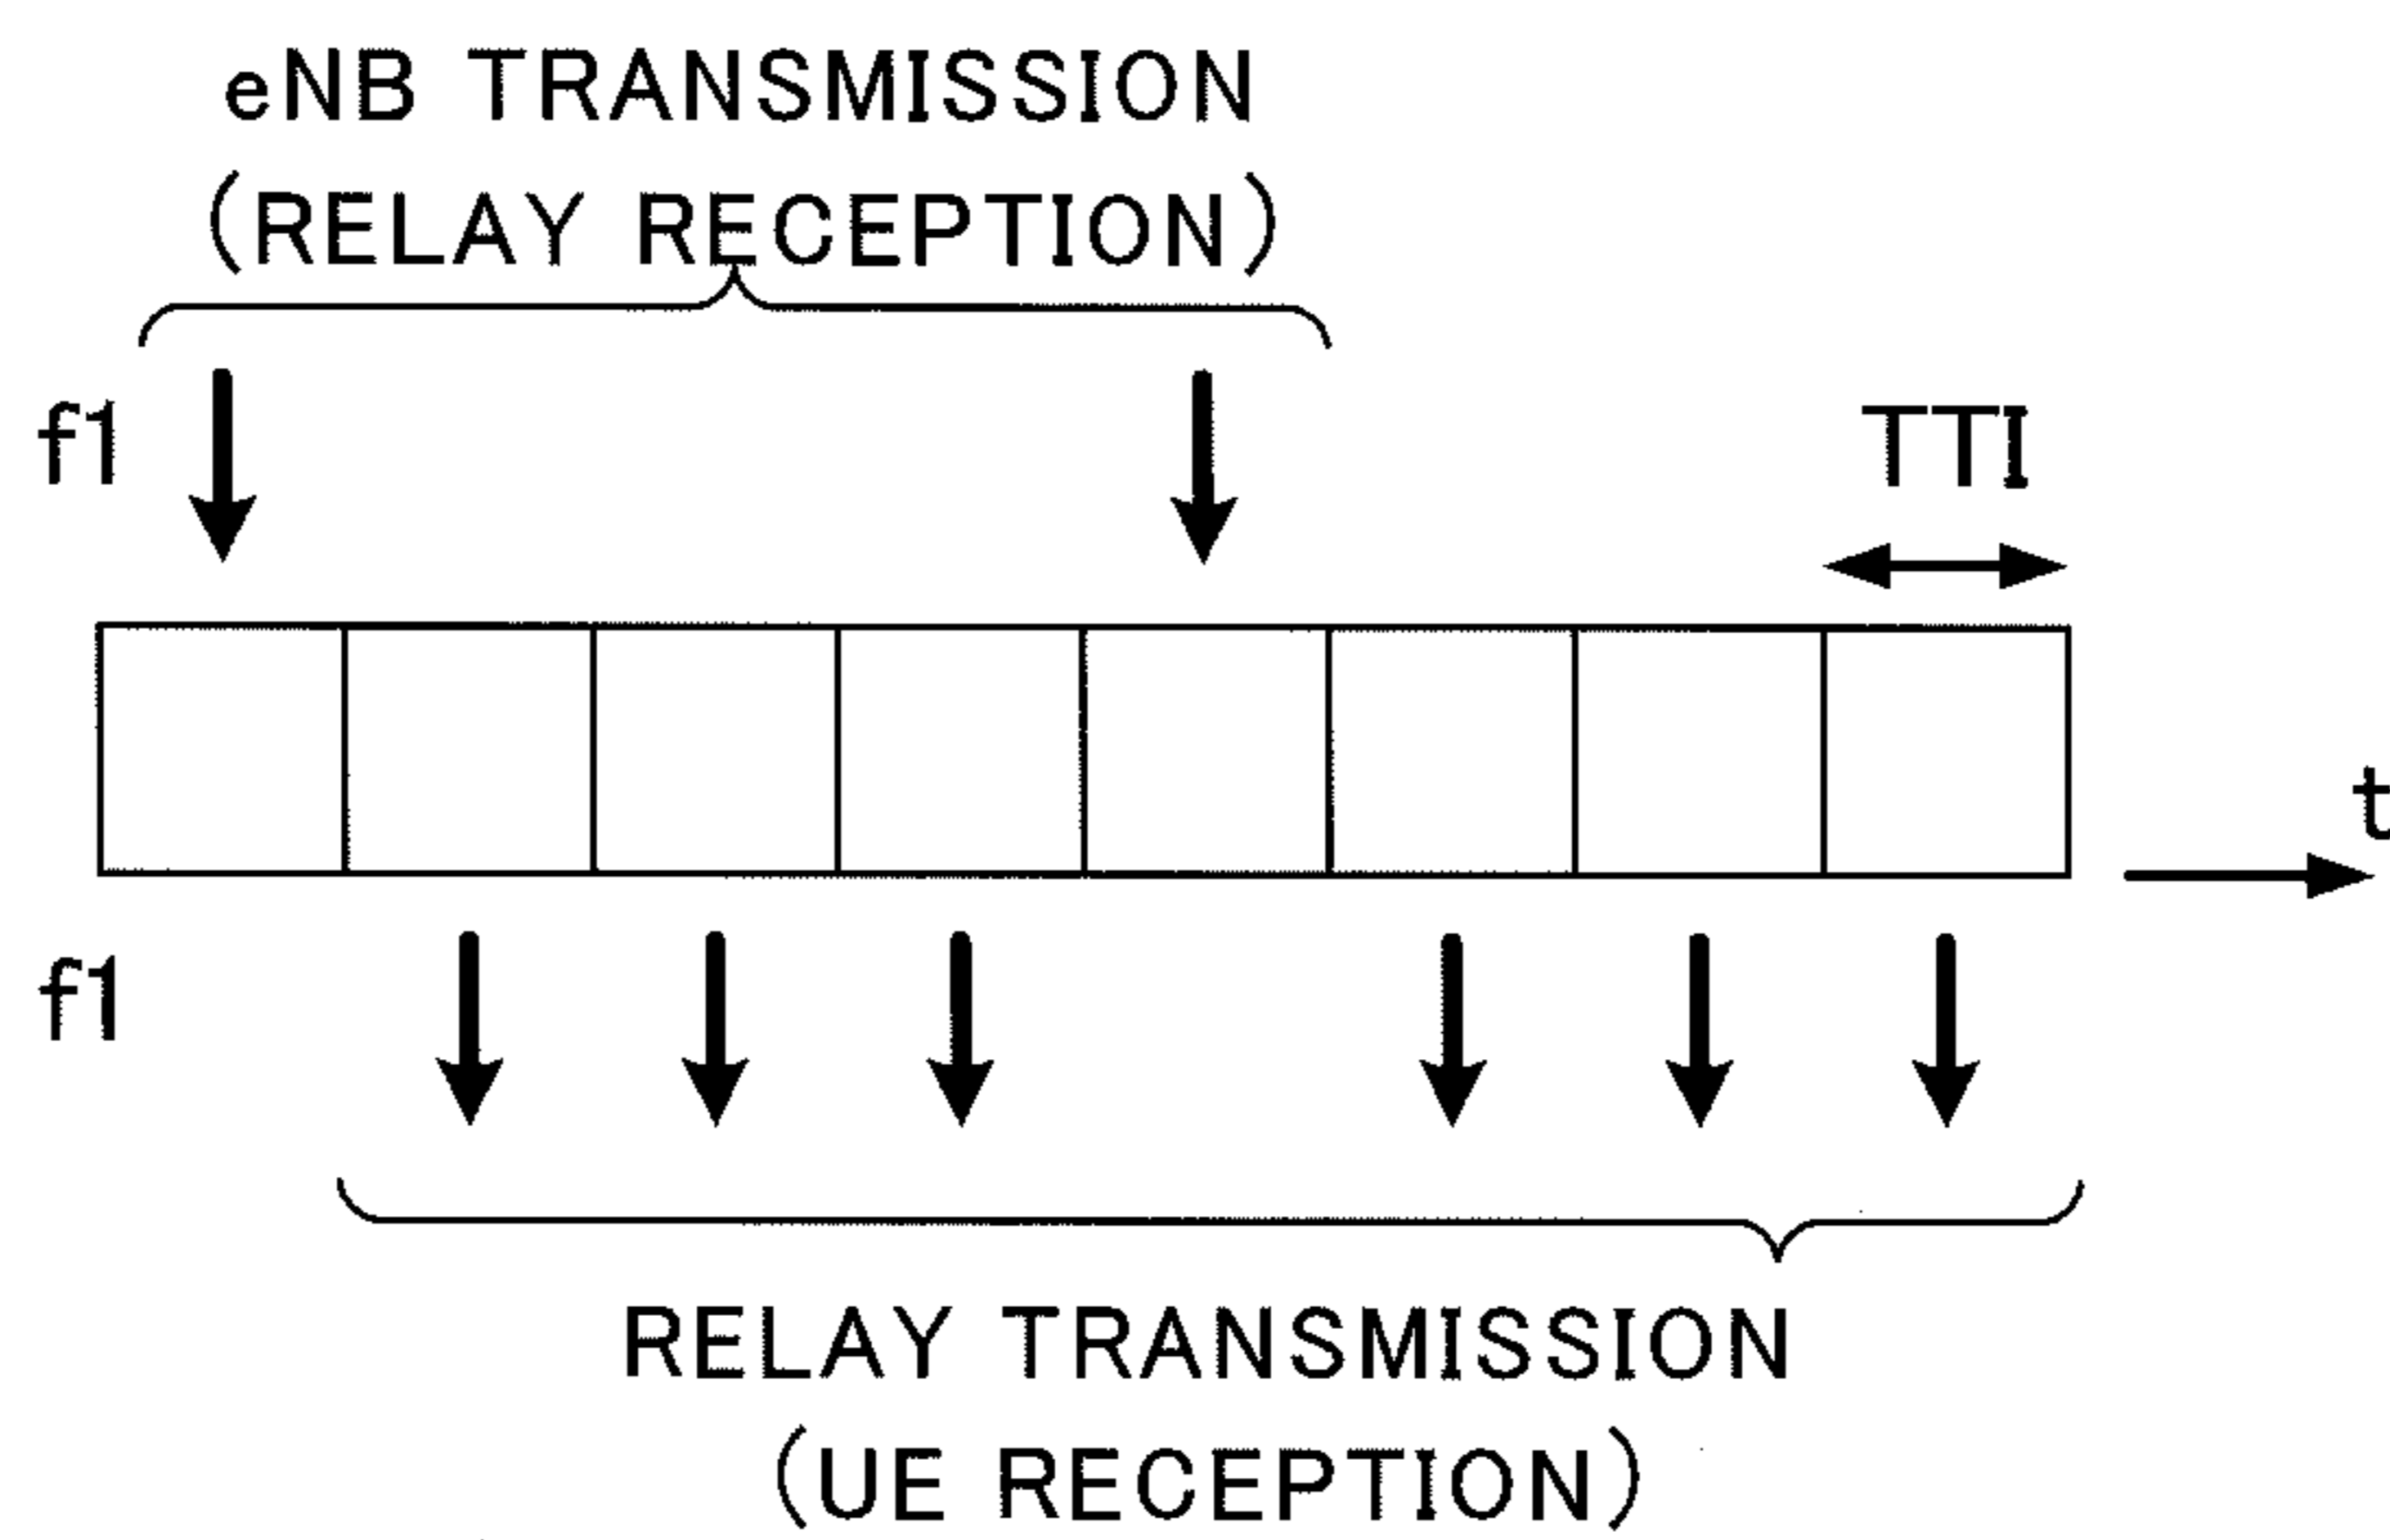 eNB TRANSMISSION
(RELAY RECEPTION)
f1
TTI
t
f1
RELAY TRANSMISSION
(UE RECEPTION)